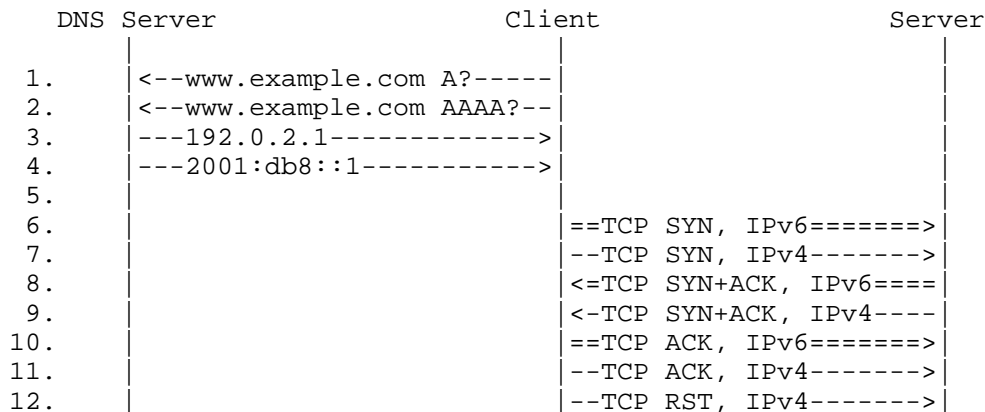 DNS Server                  Client                  Server
    |                          |                       |
1.  |<--www.example.com A?-----|                       |
2.  |<--www.example.com AAAA?--|                       |
3.  |---192.0.2.1------------->|                       |
4.  |---2001:db8::1----------->|                       |
5.  |                          |                       |
6.  |                          |==TCP SYN, IPv6=======>|
7.  |                          |--TCP SYN, IPv4------->|
8.  |                          |<=TCP SYN+ACK, IPv6====|
9.  |                          |<-TCP SYN+ACK, IPv4----|
10. |                          |==TCP ACK, IPv6=======>|
11. |                          |--TCP ACK, IPv4------->|
12. |                          |--TCP RST, IPv4------->|